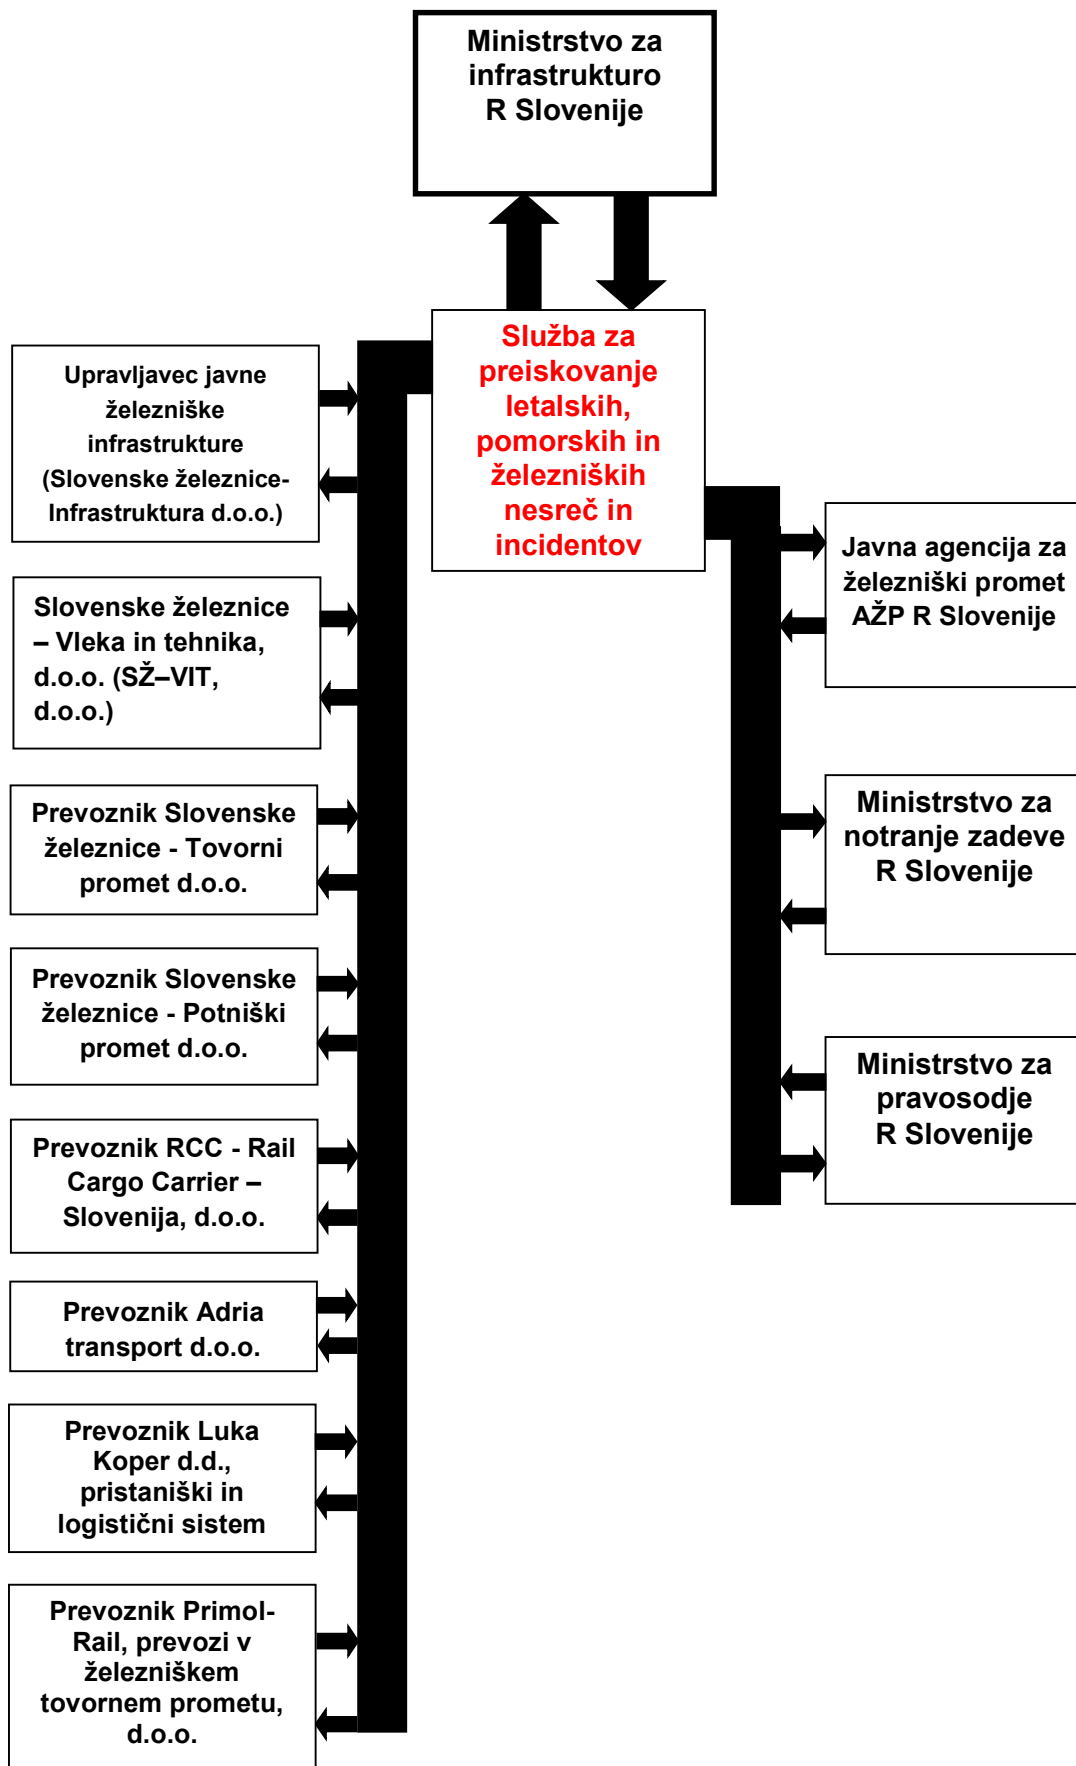 Ministrstvo za
infrastrukturo
R Slovenije
Služba za
preiskovanje
letalskih,
pomorskih in
železniških
nesreč in
incidentov
Upravljavec javne
železniške
infrastrukture
(Slovenske železnice-
Infrastruktura d.o.o.)
Slovenske železnice
– Vleka in tehnika,
d.o.o. (SŽ–VIT,
d.o.o.)
Prevoznik Slovenske
železnice - Tovorni
promet d.o.o.
Prevoznik Slovenske
železnice - Potniški
promet d.o.o.
Prevoznik RCC - Rail
Cargo Carrier –
Slovenija, d.o.o.
Prevoznik Adria
transport d.o.o.
Prevoznik Luka
Koper d.d.,
pristaniški in
logistični sistem
Prevoznik Primol-
Rail, prevozi v
železniškem
tovornem prometu,
d.o.o.
Javna agencija za
železniški promet
AŽP R Slovenije
Ministrstvo za
notranje zadeve
R Slovenije
Ministrstvo za
pravosodje
R Slovenije